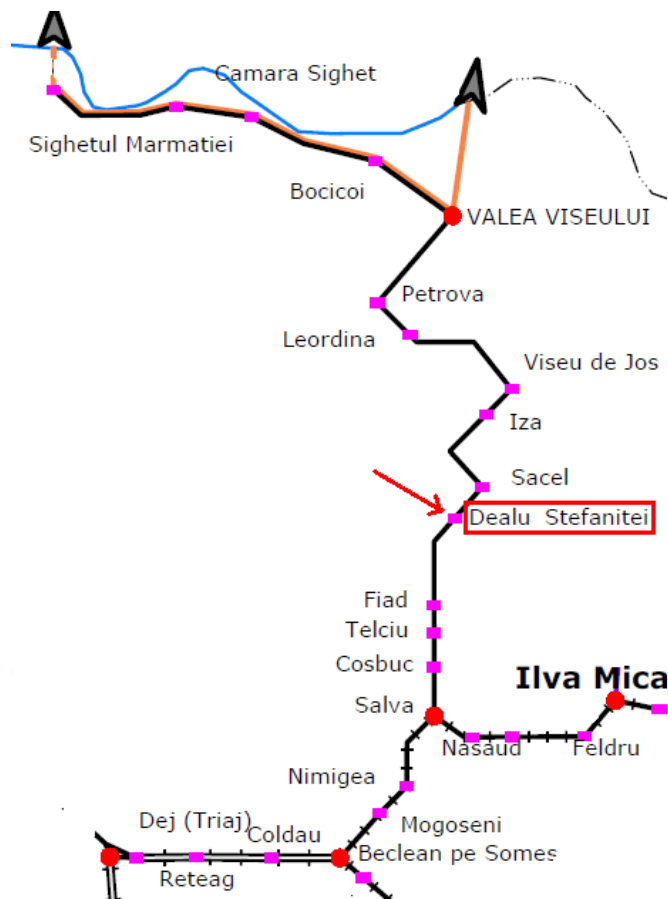 Camara Sighet
Sighetul Marmatiei
Bocicoi
VALEA VISEULUI
Petrova
Leordina
Viseu de Jos
Iza
Sacel
Dealu Stefanitei
Fiad
Telciu
Cosbuc
Ilva Mica
Salva
Nasaud
Feldru
Nimigea
Mogoseni
Dej (Triaj)
Coldau
Beclean pe Somes
Reteag